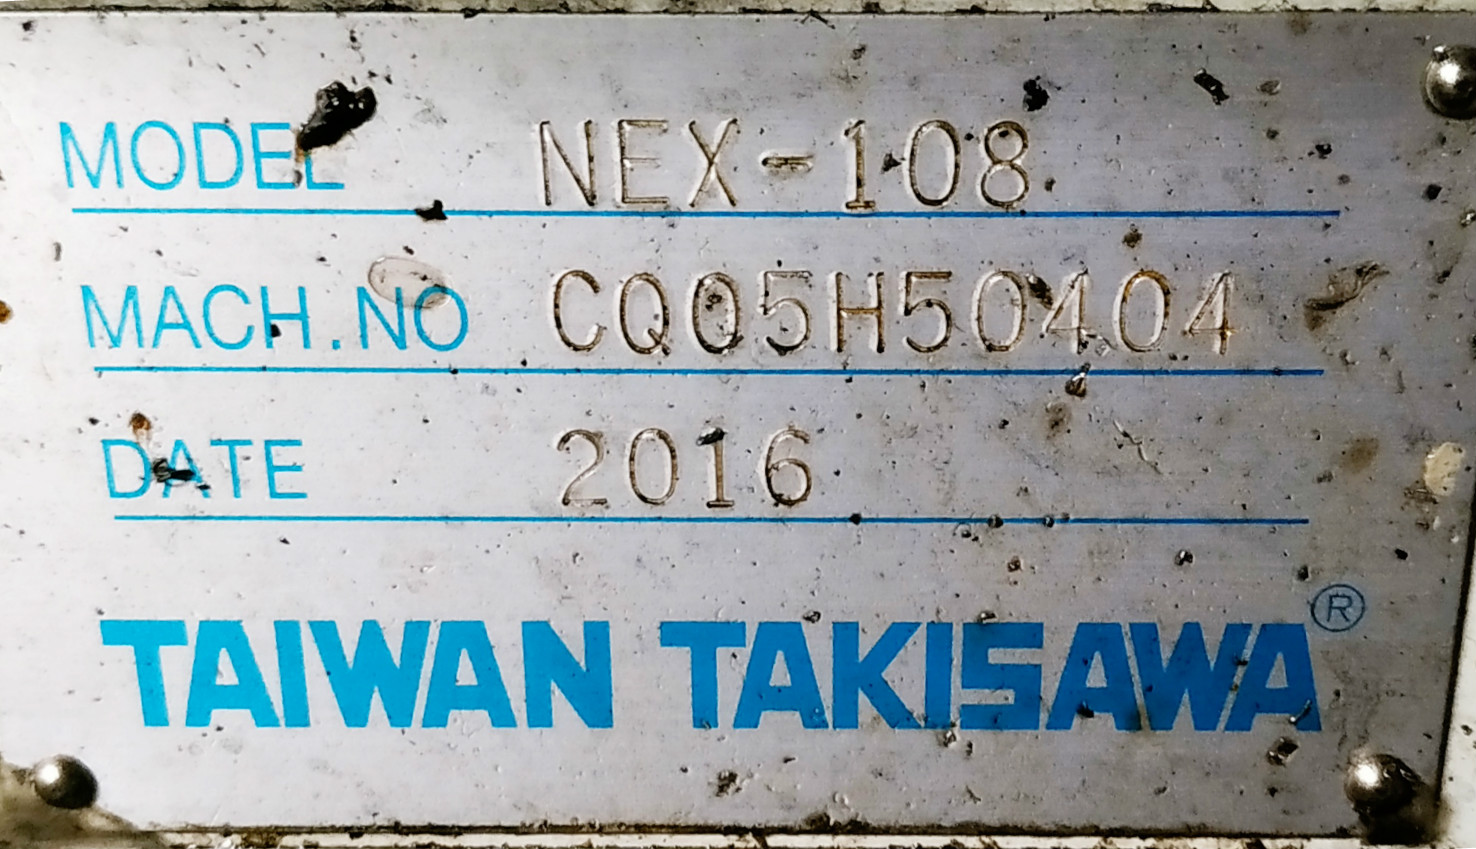 MODEL NEX-108
MACH.NO CQ05H50404
DATE 2016
TAIWAN TAKISAWA®